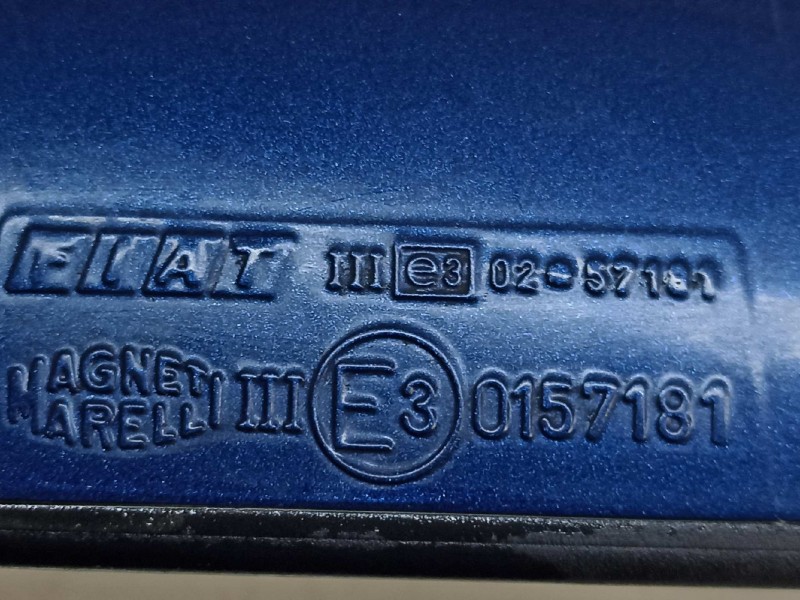 FIAT III e3 02-57181
MAGNETI
MARELLI III E3 0157181